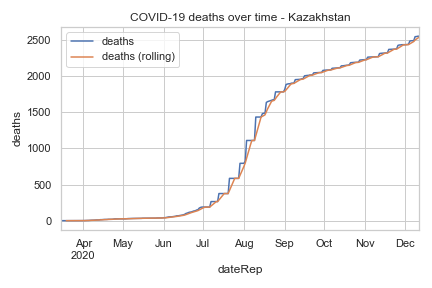 COVID-19 deaths over time - Kazakhstan
deaths
deaths (rolling)
2500
2000
1500
1000
500
0
deaths
Apr May Jun Jul Aug Sep Oct Nov Dec
2020
dateRep